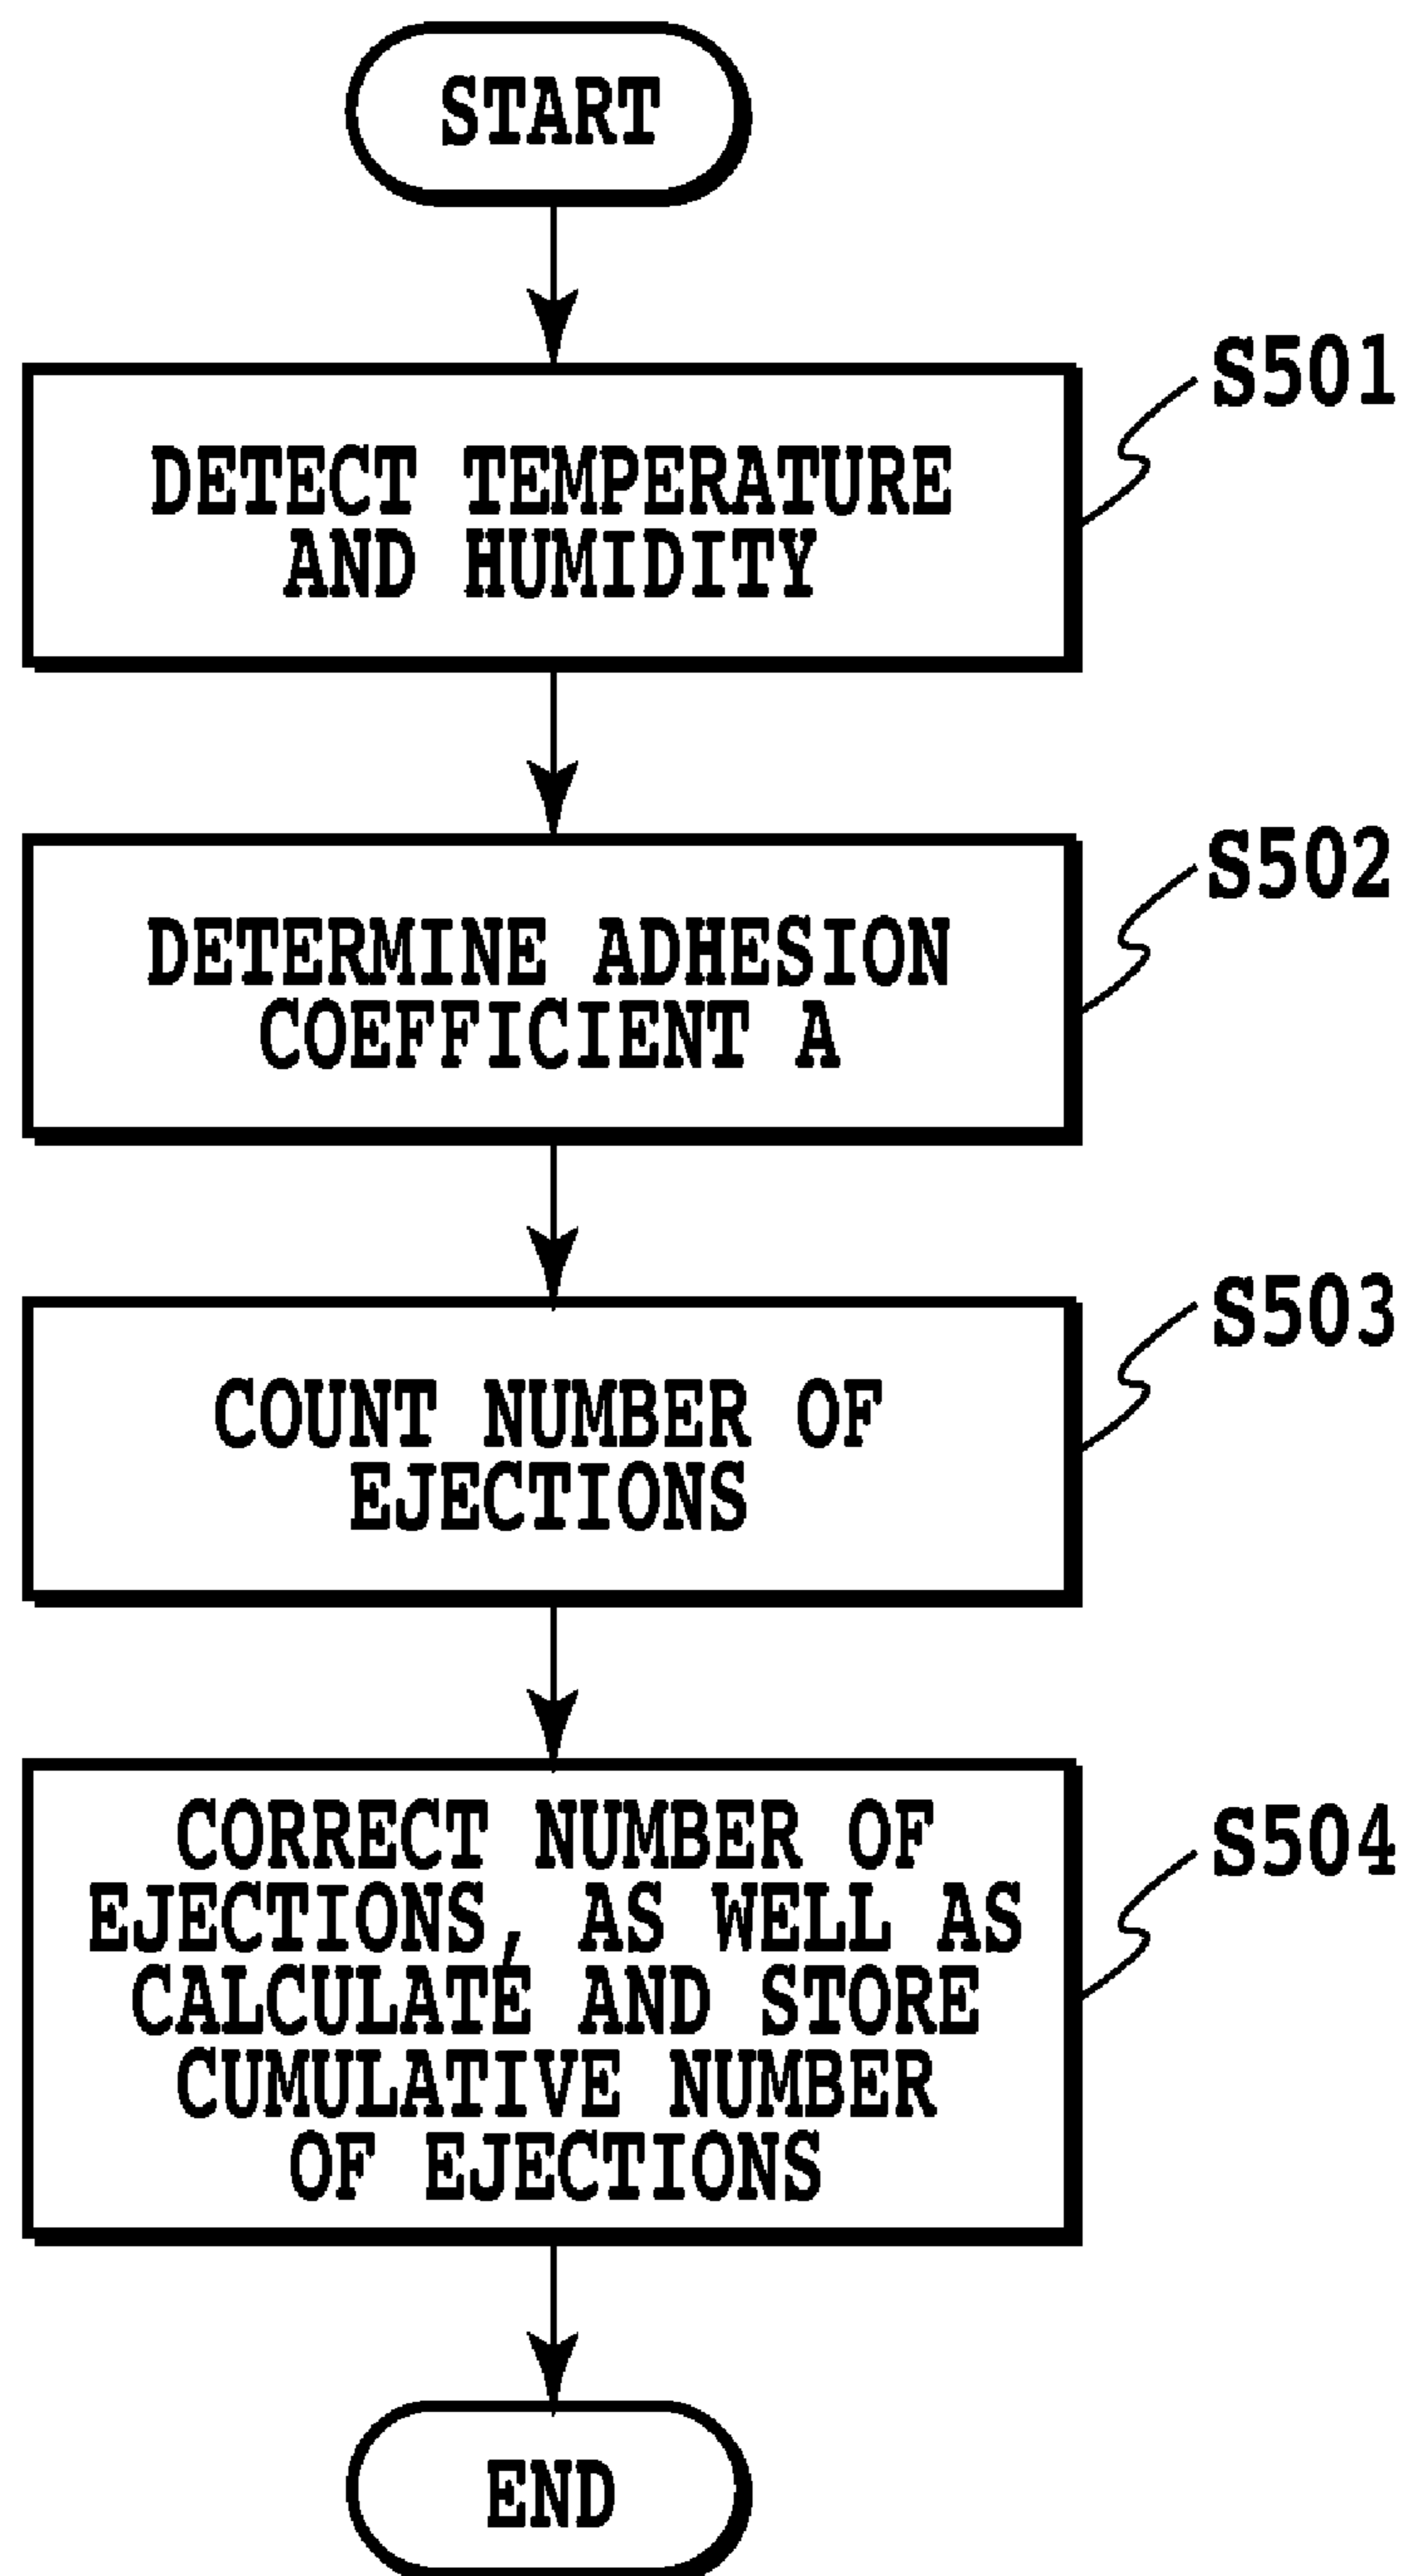 START
S501
DETECT TEMPERATURE
AND HUMIDITY
S502
DETERMINE ADHESION
COEFFICIENT A
S503
COUNT NUMBER OF
EJECTIONS
S504
CORRECT NUMBER OF
EJECTIONS, AS WELL AS
CALCULATE AND STORE
CUMULATIVE NUMBER
OF EJECTIONS
END